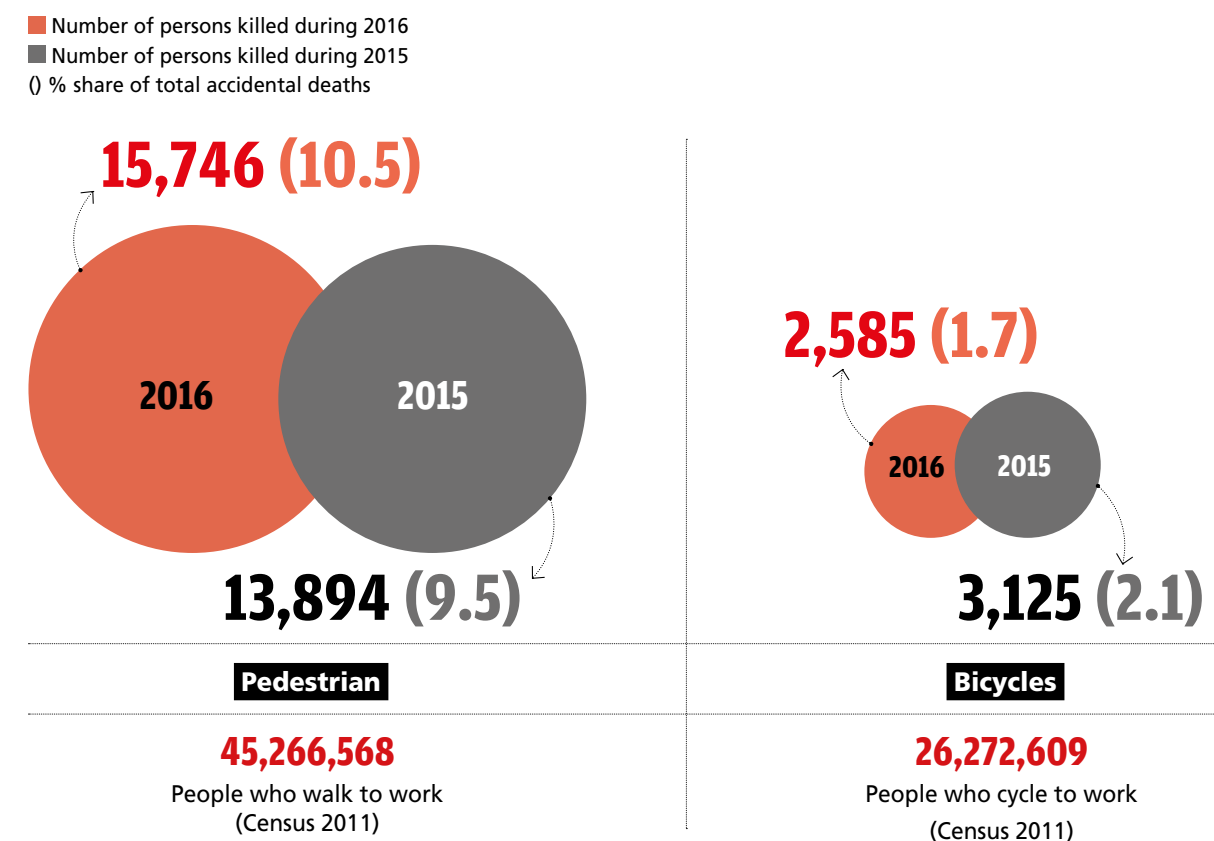 Number of persons killed during 2016
Number of persons killed during 2015
() % share of total accidental deaths
15,746 (10.5)
2016
2015
13,894 (9.5)
Pedestrian
45,266,568
People who walk to work
(Census 2011)
2,585 (1.7)
2016
2015
3,125 (2.1)
Bicycles
26,272,609
People who cycle to work
(Census 2011)